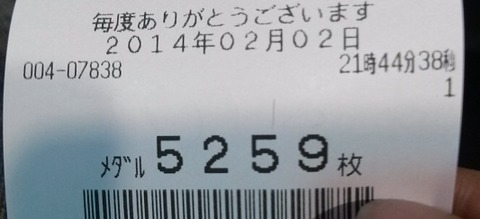 毎度ありがとうございます
2014年02月02日
004-07838 21時44分38秒
1
ﾒﾀﾞﾙ 5259枚